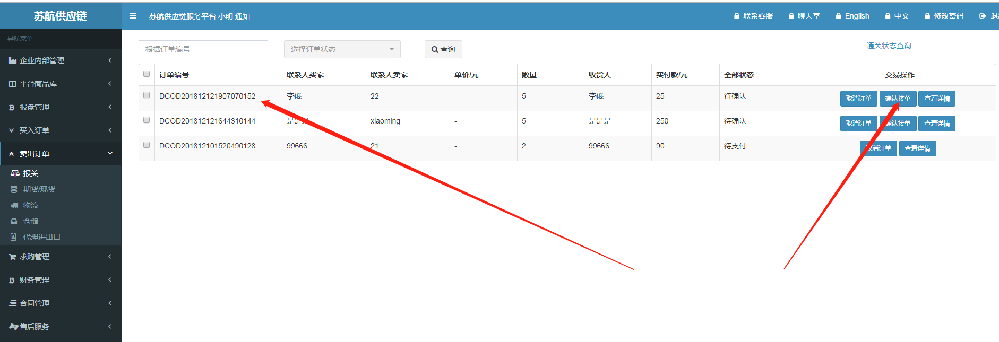 苏航供应链
苏航供应链服务平台 小明 通知:
联系客服 聊天室 English 中文 修改密码
导航菜单
企业内部管理
平台商品库
报盘管理
买入订单
卖出订单
报关
期货/现货
物流
仓储
代理进出口
求购管理
财务管理
合同管理
售后服务
根据订单编号 选择订单状态 查询 通关状态查询
订单编号 联系人买家 联系人卖家 单价/元 数量 收货人 实付款/元 全部状态 交易操作
DCOD201812121907070152 李俄 22 - 5 李俄 25 待确认 取消订单 确认接单 查看详情
DCOD201812121644310144 是是是 xiaoming - 5 是是是 250 待确认 取消订单 确认接单 查看详情
DCOD201812101520490128 99666 21 - 2 99666 90 待支付 取消订单 查看详情